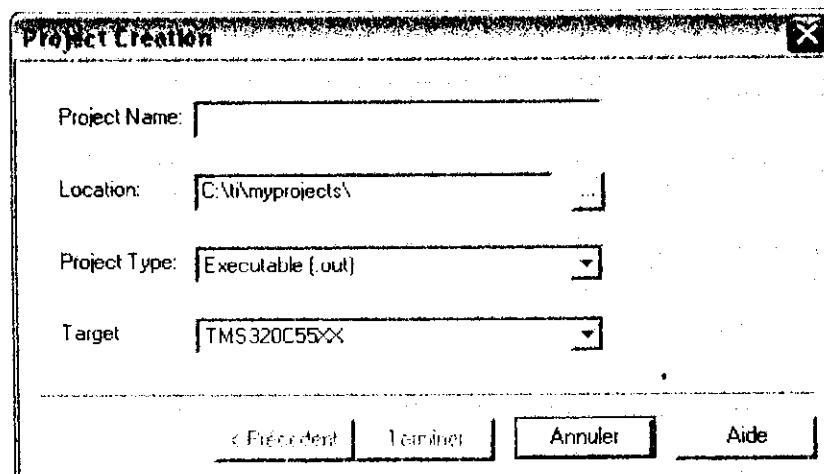 Project Creation
Project Name:
Location: C:\ti\myprojects\ ...
Project Type: Executable (.out)
Target TMS320C55XX
< Précédent Terminer Annuler Aide